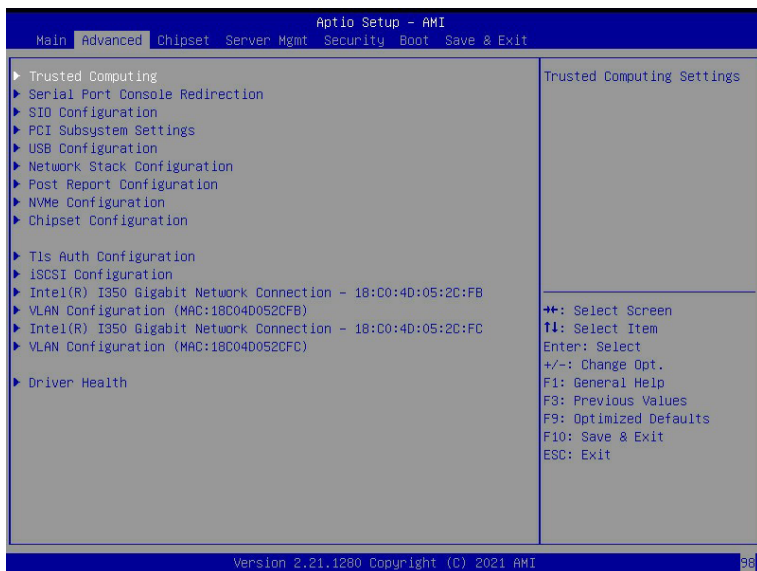 Aptio Setup - AMI
Main Advanced Chipset Server Mgmt Security Boot Save & Exit
▶ Trusted Computing
▶ Serial Port Console Redirection
▶ SIO Configuration
▶ PCI Subsystem Settings
▶ USB Configuration
▶ Network Stack Configuration
▶ Post Report Configuration
▶ NVMe Configuration
▶ Chipset Configuration
▶ Tls Auth Configuration
▶ iSCSI Configuration
▶ Intel(R) I350 Gigabit Network Connection - 18:C0:4D:05:2C:FB
▶ VLAN Configuration (MAC:18C04D052CFB)
▶ Intel(R) I350 Gigabit Network Connection - 18:C0:4D:05:2C:FC
▶ VLAN Configuration (MAC:18C04D052CFC)
▶ Driver Health
Trusted Computing Settings
→←: Select Screen
↑↓: Select Item
Enter: Select
+/-: Change Opt.
F1: General Help
F3: Previous Values
F9: Optimized Defaults
F10: Save & Exit
ESC: Exit
Version 2.21.1280 Copyright (C) 2021 AMI
98